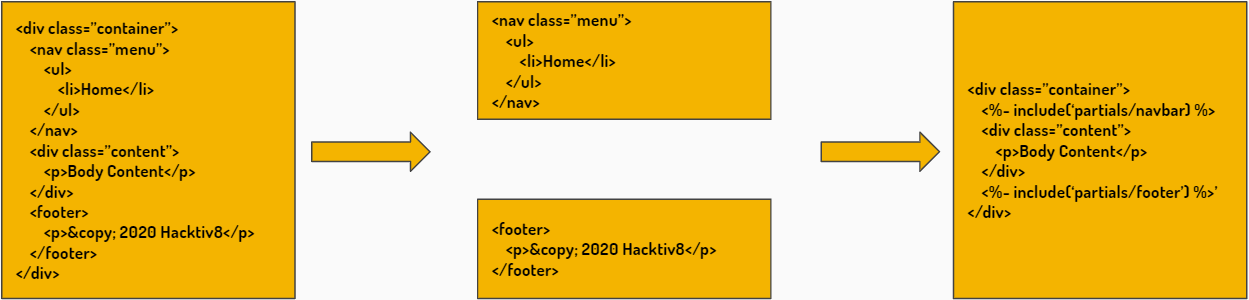 <div class=”container”>
<nav class=”menu”>
<ul>
<li>Home</li>
</ul>
</nav>
<div class=”content”>
<p>Body Content</p>
</div>
<footer>
<p>&copy; 2020 Hacktiv8</p>
</footer>
</div>
<nav class=”menu”>
<ul>
<li>Home</li>
</ul>
</nav>
<footer>
<p>&copy; 2020 Hacktiv8</p>
</footer>
<div class=”container”>
<%- include(‘partials/navbar) %>
<div class=”content”>
<p>Body Content</p>
</div>
<%- include(‘partials/footer’) %>’
</div>